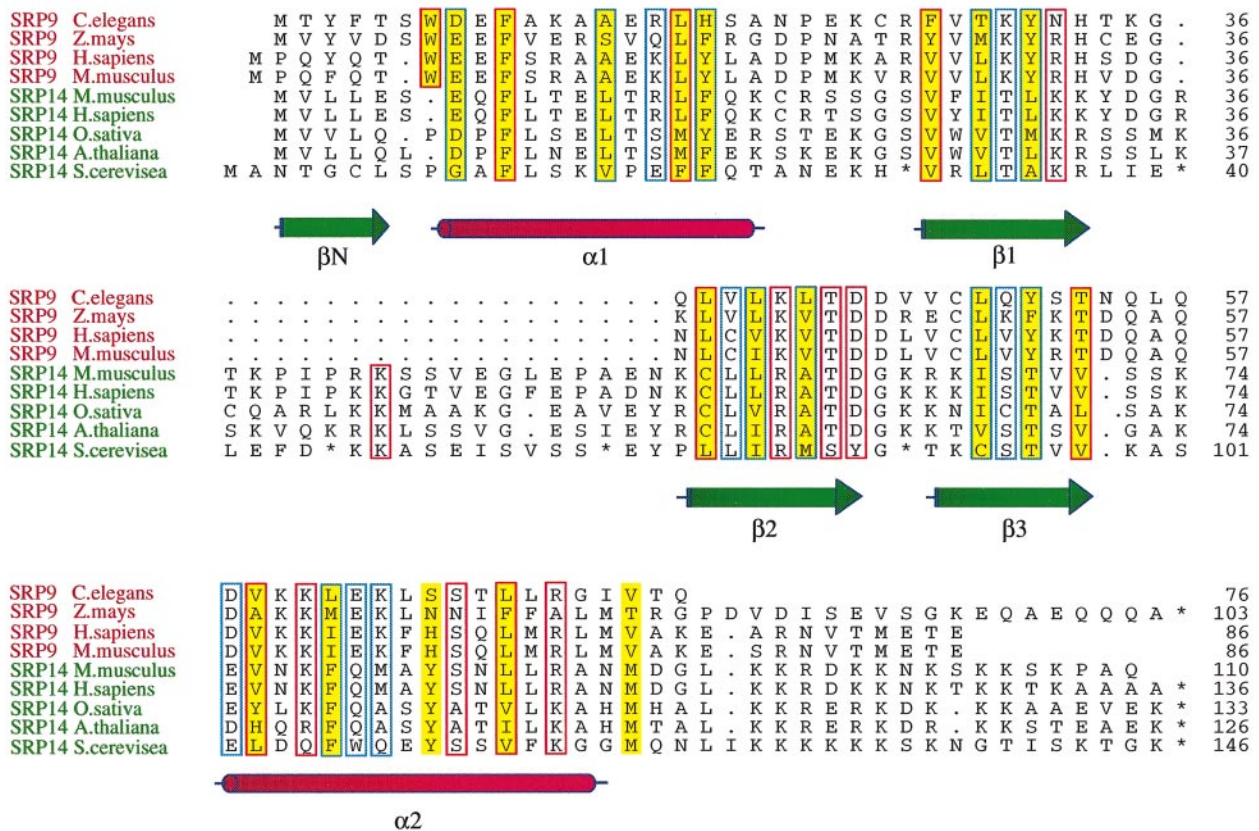 SRP9 C.elegans M T Y F T S W D E F A K A A E R L H S A N P E K C R F V T K Y N H T K G . 36
SRP9 Z.mays M V Y V D S W E E F V E R S V Q L F R G D P N A T R Y V M K Y R H C E G . 36
SRP9 H.sapiens M P Q Y Q T . W E E F S R A A E K L Y L A D P M K A R V V L K Y R H S D G . 36
SRP9 M.musculus M P Q F Q T . W E E F S R A A E K L Y L A D P M K V R V V L K Y R H V D G . 36
SRP14 M.musculus M V L L E S . E Q F L T E L T R L F Q K C R S S G S V F I T L K K Y D G R 36
SRP14 H.sapiens M V L L E S . E Q F L T E L T R L F Q K C R T S G S V Y I T L K K Y D G R 36
SRP14 O.sativa M V V L Q . P D P F L S E L T S M Y E R S T E K G S V W V T M K R S S M K 36
SRP14 A.thaliana M V L L Q L . D P F L N E L T S M F E K S K E K G S V W V T L K R S S L K 37
SRP14 S.cerevisea M A N T G C L S P G A F L S K V P E F F Q T A N E K H * V R L T A K R L I E * 40
βN α1 β1
SRP9 C.elegans . . . . . . . . . . . . . . . . . . Q L V L K L T D D V V C L Q Y S T N Q L Q 57
SRP9 Z.mays . . . . . . . . . . . . . . . . . . K L V L K V T D D R E C L K F K T D Q A Q 57
SRP9 H.sapiens . . . . . . . . . . . . . . . . . . N L C V K V T D D L V C L V Y K T D Q A Q 57
SRP9 M.musculus . . . . . . . . . . . . . . . . . . N L C I K V T D D L V C L V Y R T D Q A Q 57
SRP14 M.musculus T K P I P R K S S V E G L E P A E N K C L L R A T D G K R K I S T V V . S S K 74
SRP14 H.sapiens T K P I P K K G T V E G F E P A D N K C L L R A T D G K K K I S T V V . S S K 74
SRP14 O.sativa C Q A R L K K M A A K G . E A V E Y R C L V R A T D G K K N I C T A L . S A K 74
SRP14 A.thaliana S K V Q K R K L S S V G . E S I E Y R C L I R A T D G K K T V S T S V . G A K 74
SRP14 S.cerevisea L E F D * K K A S E I S V S S * E Y P L L I R M S Y G * T K C S T V V . K A S 101
β2 β3
SRP9 C.elegans D V K K L E K L S S T L L R G I V T Q 76
SRP9 Z.mays D A K K M E K L N N I F F A L M T R G P D V D I S E V S G K E Q A E Q Q Q A * 103
SRP9 H.sapiens D V K K I E K F H S Q L M R L M V A K E . A R N V T M E T E 86
SRP9 M.musculus D V K K I E K F H S Q L M R L M V A K E . S R N V T M E T E 86
SRP14 M.musculus E V N K F Q M A Y S N L L R A N M D G L . K K R D K K N K S K K S K P A Q 110
SRP14 H.sapiens E V N K F Q M A Y S N L L R A N M D G L . K K R D K K N K T K K T K A A A A * 136
SRP14 O.sativa E Y L K F Q A S Y A T V L K A H M H A L . K K R E R K D K . K K A A E V E K * 133
SRP14 A.thaliana D H Q R F Q A S Y A T I L K A H M T A L . K K R E R K D R . K K S T E A E K * 126
SRP14 S.cerevisea E L D Q F W Q E Y S S V F K G G M Q N L I K K K K K K S K N G T I S K T G K * 146
α2